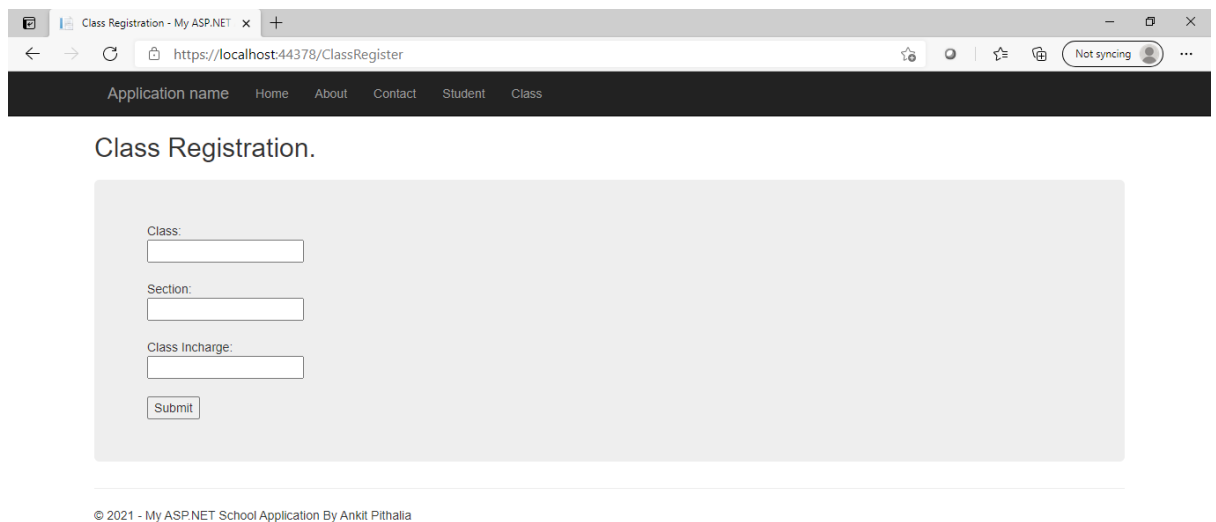 Class Registration - My ASP.NET
https://localhost:44378/ClassRegister
Not syncing
Application name Home About Contact Student Class
Class Registration.
Class:
Section:
Class Incharge:
Submit
© 2021 - My ASP.NET School Application By Ankit Pithalia